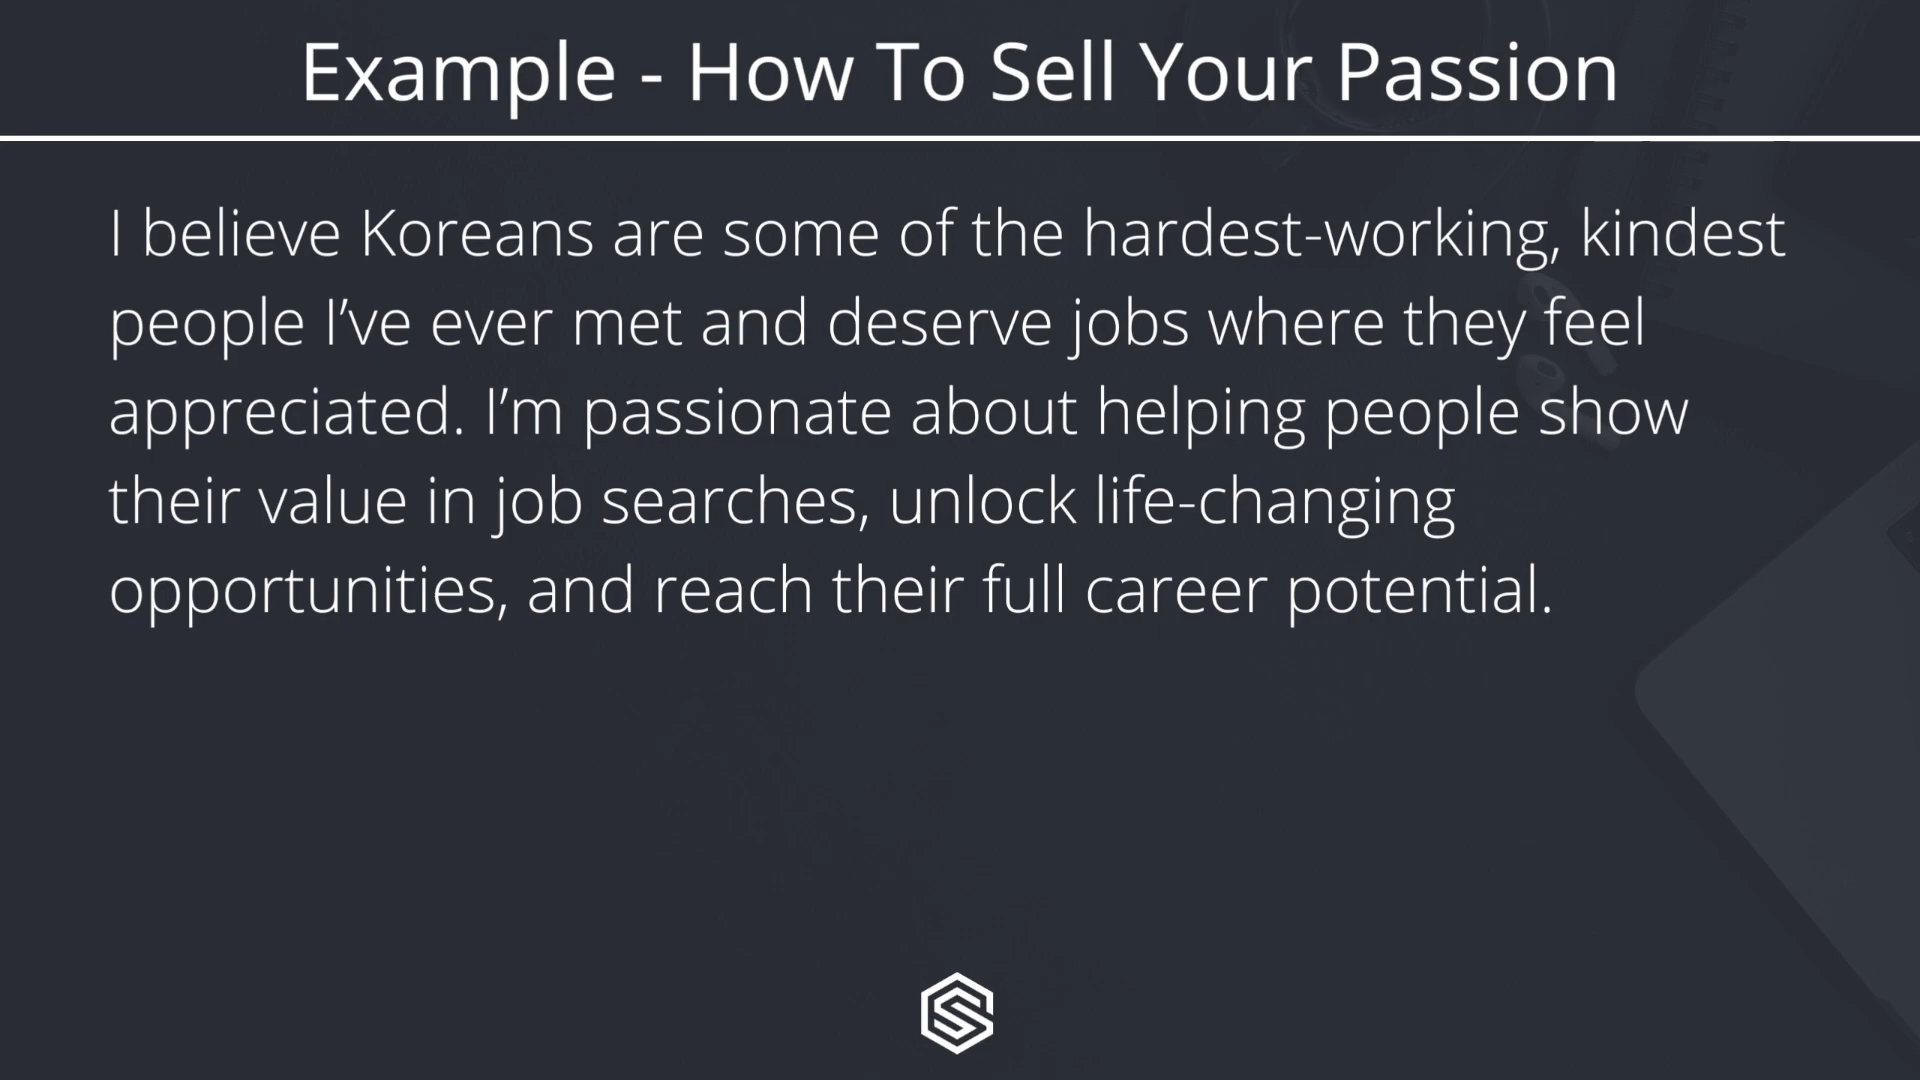 Example - How To Sell Your Passion
I believe Koreans are some of the hardest-working, kindest
people I’ve ever met and deserve jobs where they feel
appreciated. I’m passionate about helping people show
their value in job searches, unlock life-changing
opportunities, and reach their full career potential.